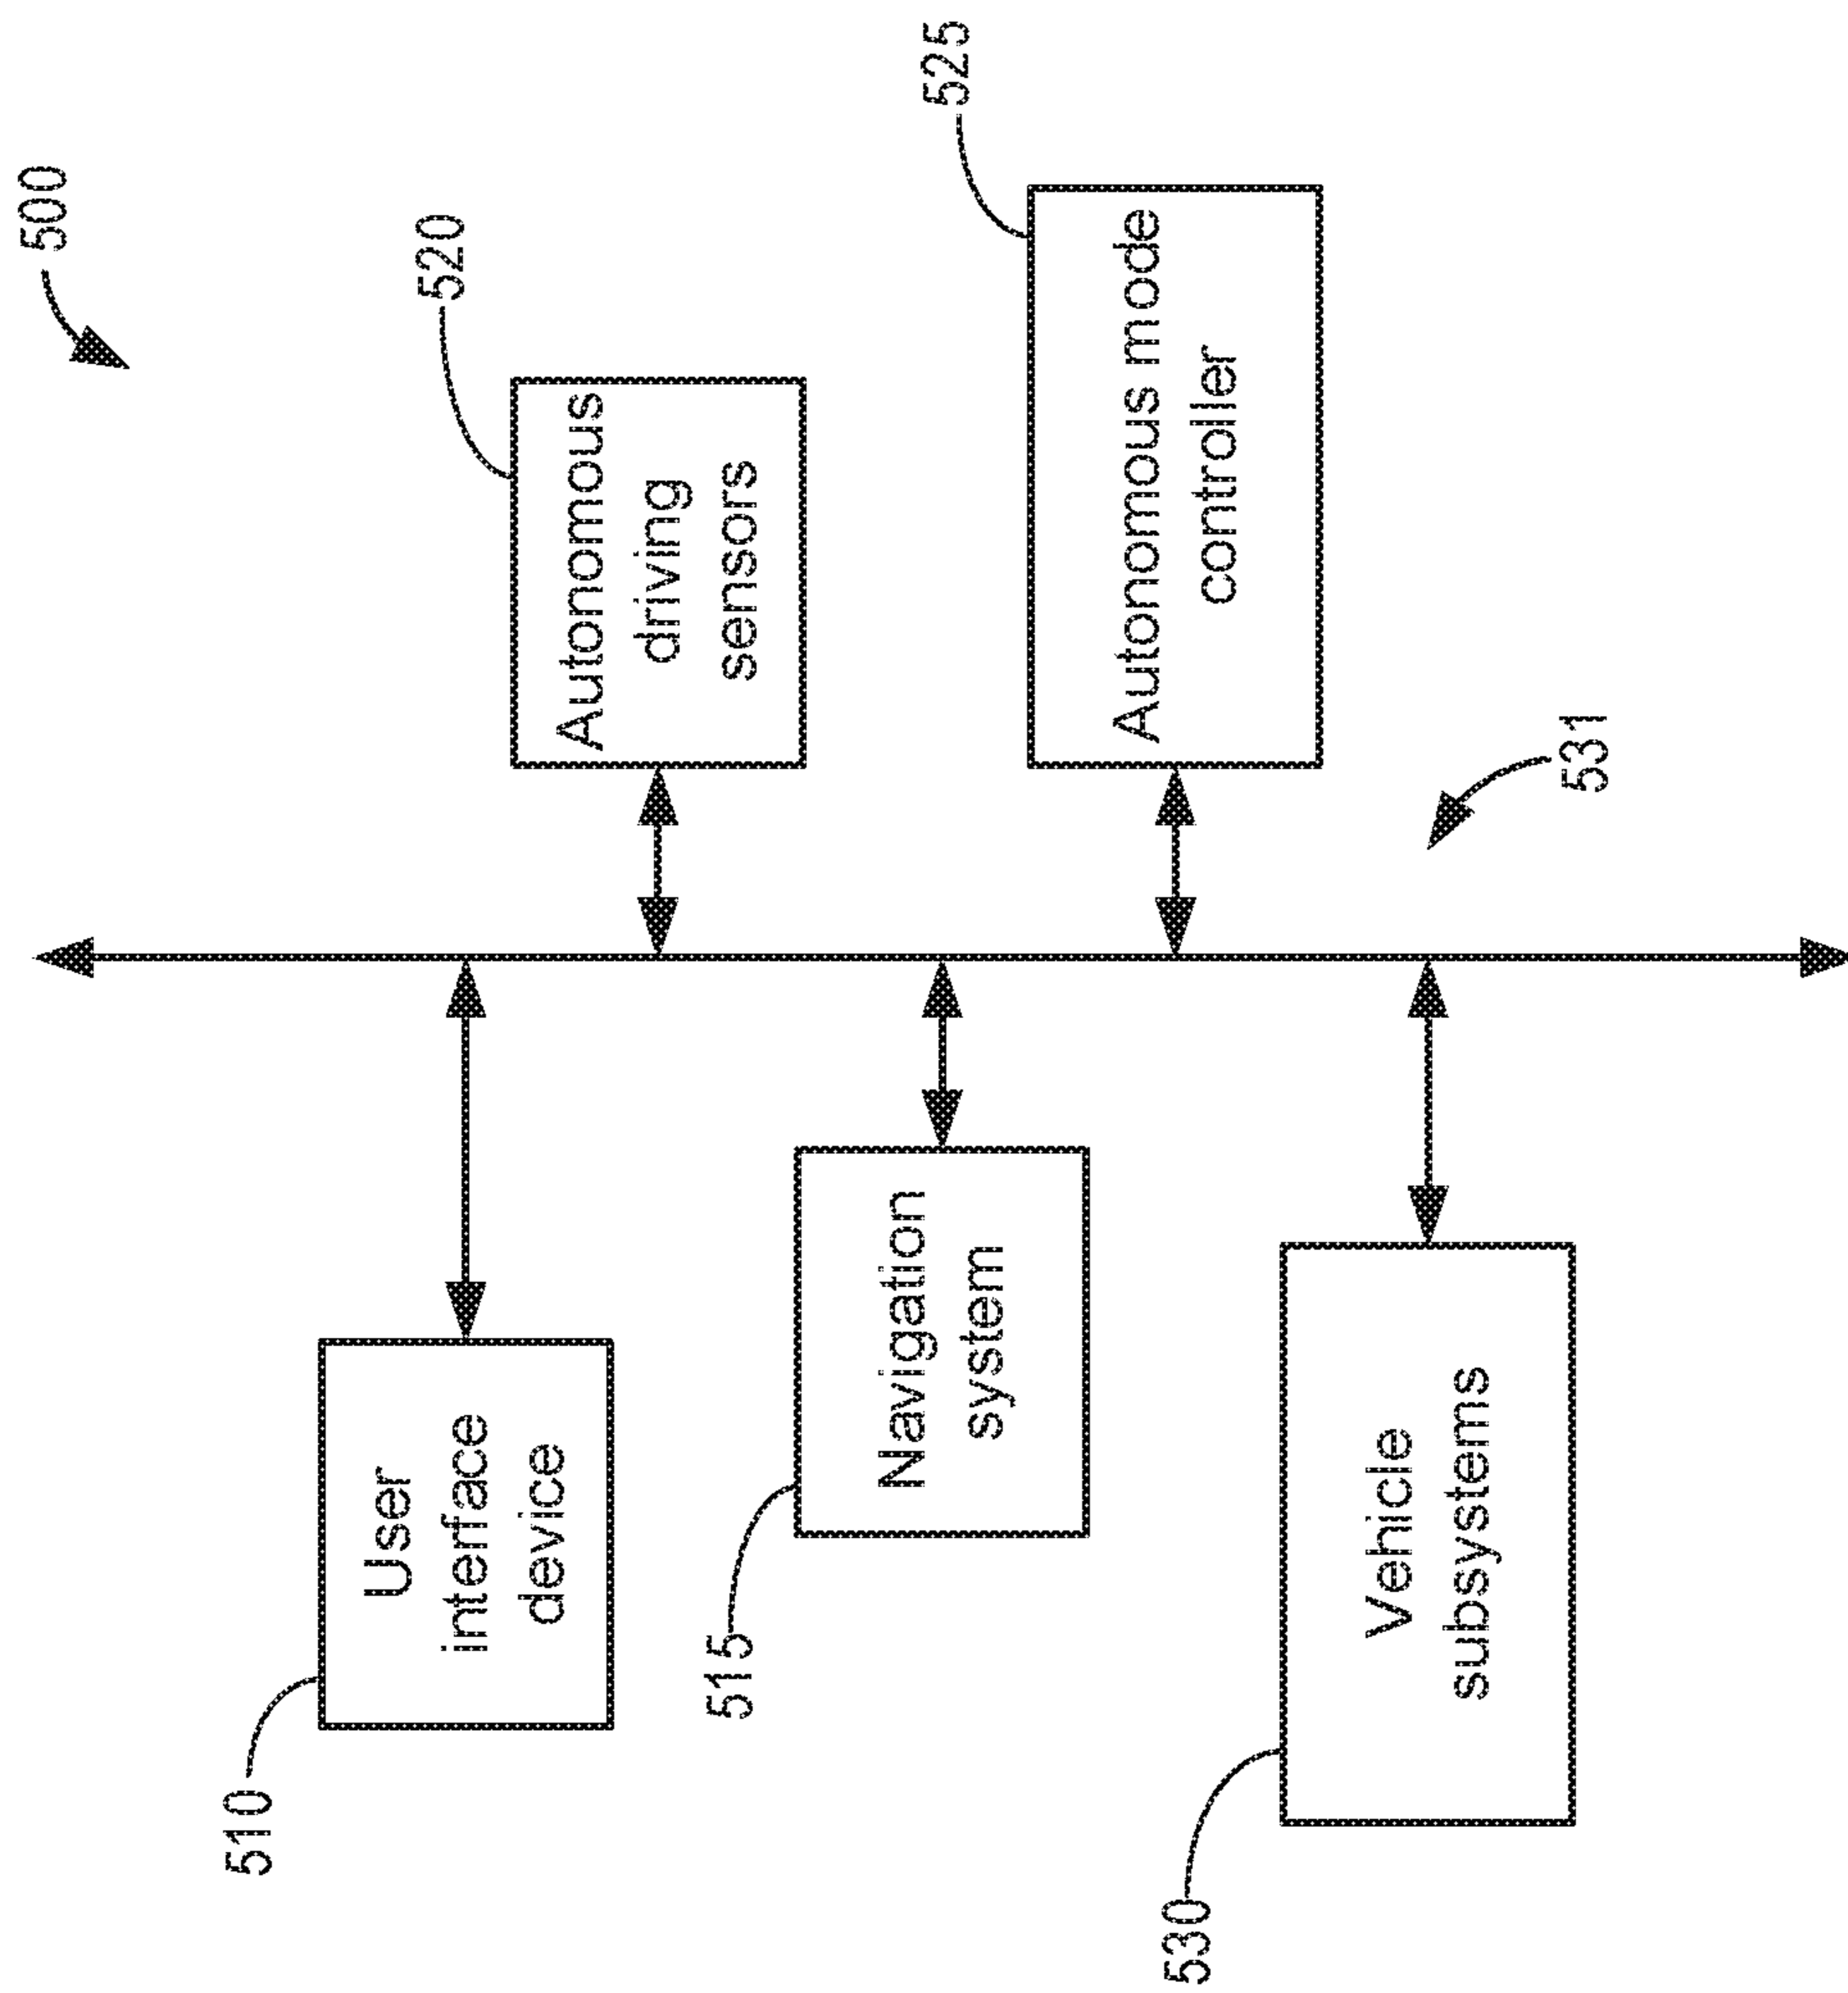 500
510
User
interface
device
520
Autonomous
driving
sensors
515
Navigation
system
525
Autonomous mode
controller
530
Vehicle
subsystems
531